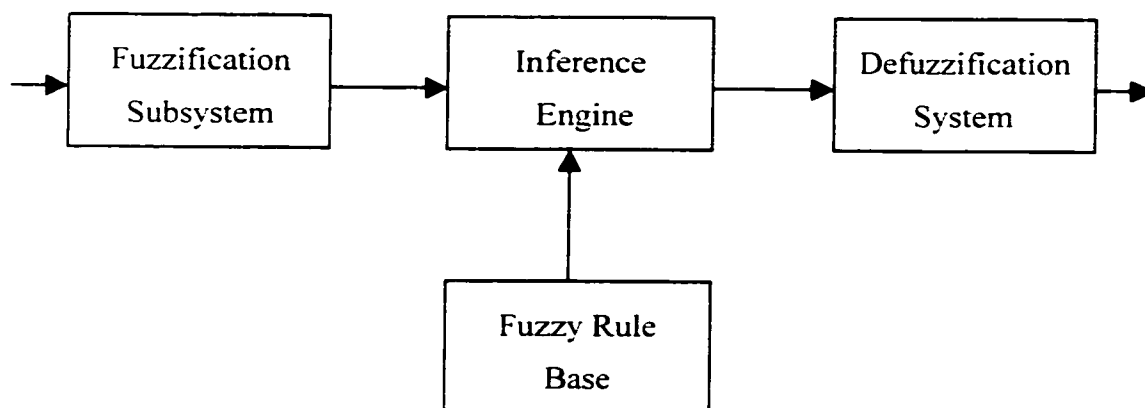 Fuzzification
Subsystem
Inference
Engine
Defuzzification
System
Fuzzy Rule
Base